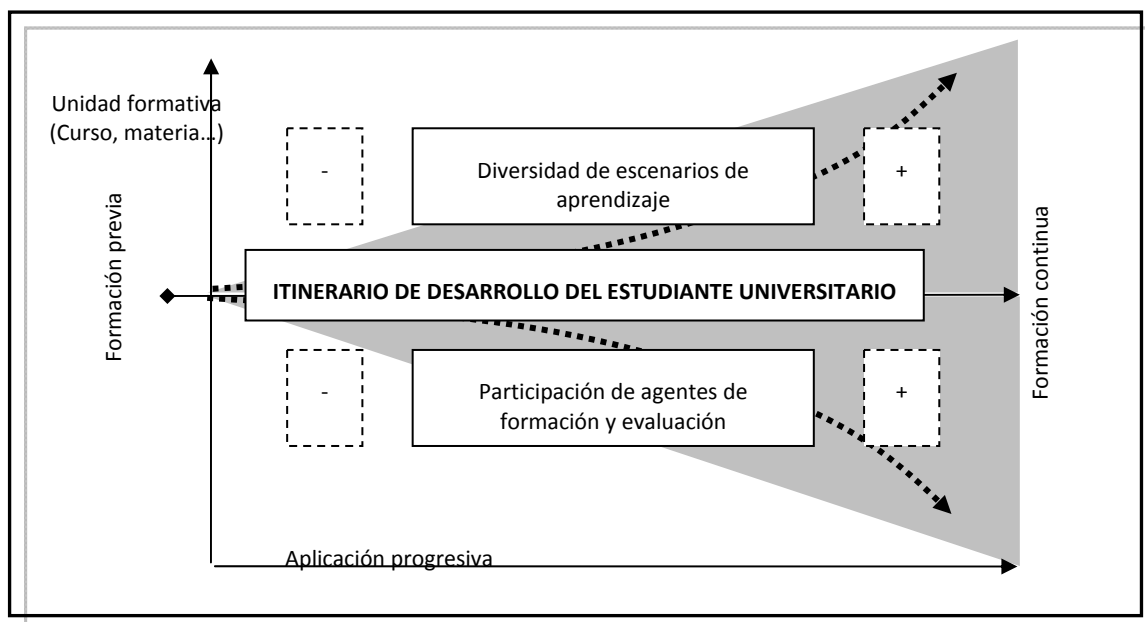 Unidad formativa
(Curso, materia...)
Formación previa
-
Diversidad de escenarios de
aprendizaje
+
ITINERARIO DE DESARROLLO DEL ESTUDIANTE UNIVERSITARIO
Formación continua
-
Participación de agentes de
formación y evaluación
+
Aplicación progresiva